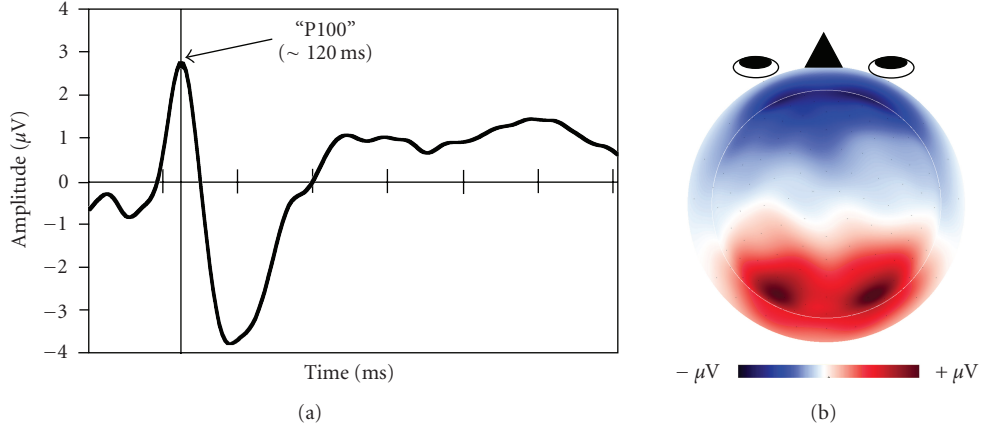 4
3
2
1
0
−1
−2
−3
−4
Amplitude (μV)
“P100”
(∼ 120 ms)
Time (ms)
(a)
− μV
+ μV
(b)